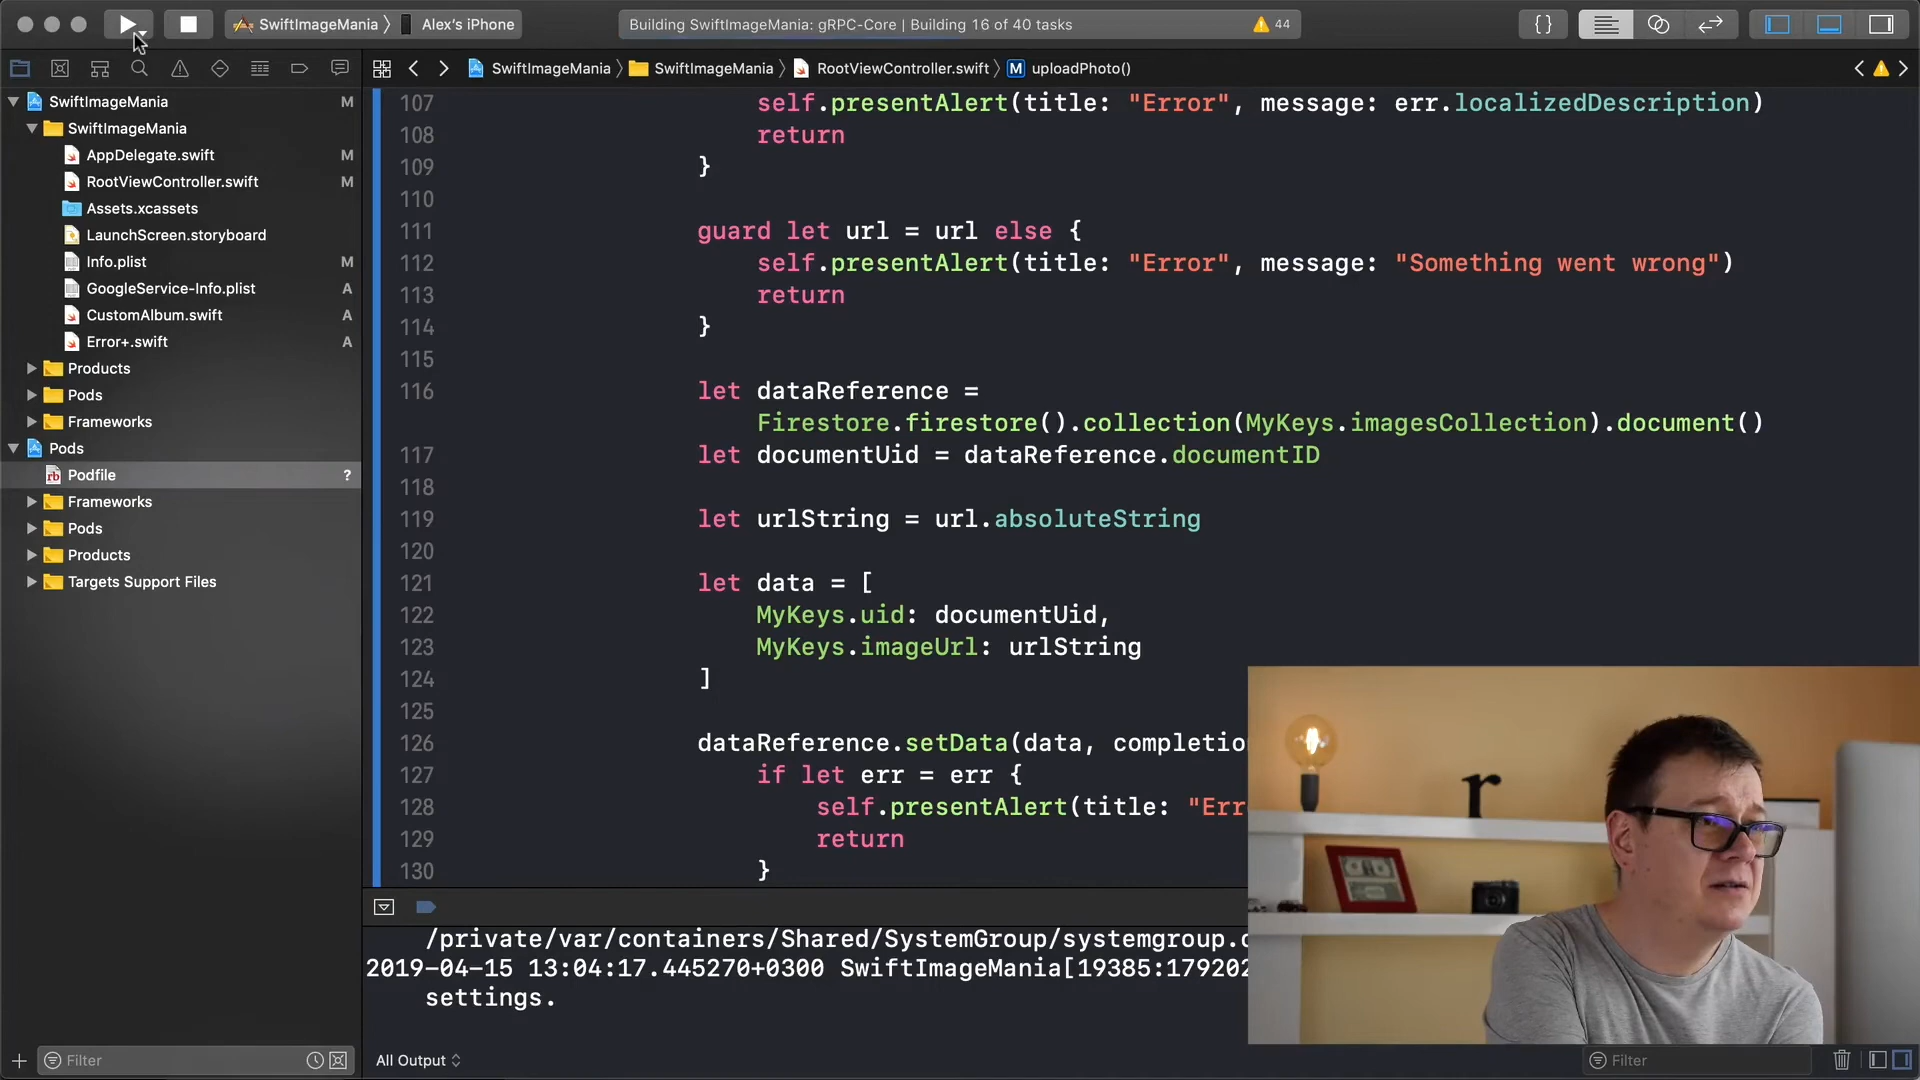 SwiftImageMania 〉 Alex's iPhone
Building SwiftImageMania: gRPC-Core | Building 16 of 40 tasks 44
{ }
SwiftImageMania 〉 SwiftImageMania 〉 RootViewController.swift 〉 M uploadPhoto()
SwiftImageMania M
SwiftImageMania
AppDelegate.swift M
RootViewController.swift M
Assets.xcassets
LaunchScreen.storyboard
Info.plist M
GoogleService-Info.plist A
CustomAlbum.swift A
Error+.swift A
Products
Pods
Frameworks
Pods
rb Podfile ?
Frameworks
Pods
Products
Targets Support Files
Filter
107 self.presentAlert(title: "Error", message: err.localizedDescription)
108 return
109 }
110
111 guard let url = url else {
112 self.presentAlert(title: "Error", message: "Something went wrong")
113 return
114 }
115
116 let dataReference =
Firestore.firestore().collection(MyKeys.imagesCollection).document()
117 let documentUid = dataReference.documentID
118
119 let urlString = url.absoluteString
120
121 let data = [
122 MyKeys.uid: documentUid,
123 MyKeys.imageUrl: urlString
124 ]
125
126 dataReference.setData(data, completio
127 if let err = err {
128 self.presentAlert(title: "Err
129 return
130 }
/private/var/containers/Shared/SystemGroup/systemgroup.
2019-04-15 13:04:17.445270+0300 SwiftImageMania[19385:179202
settings.
All Output
Filter
r